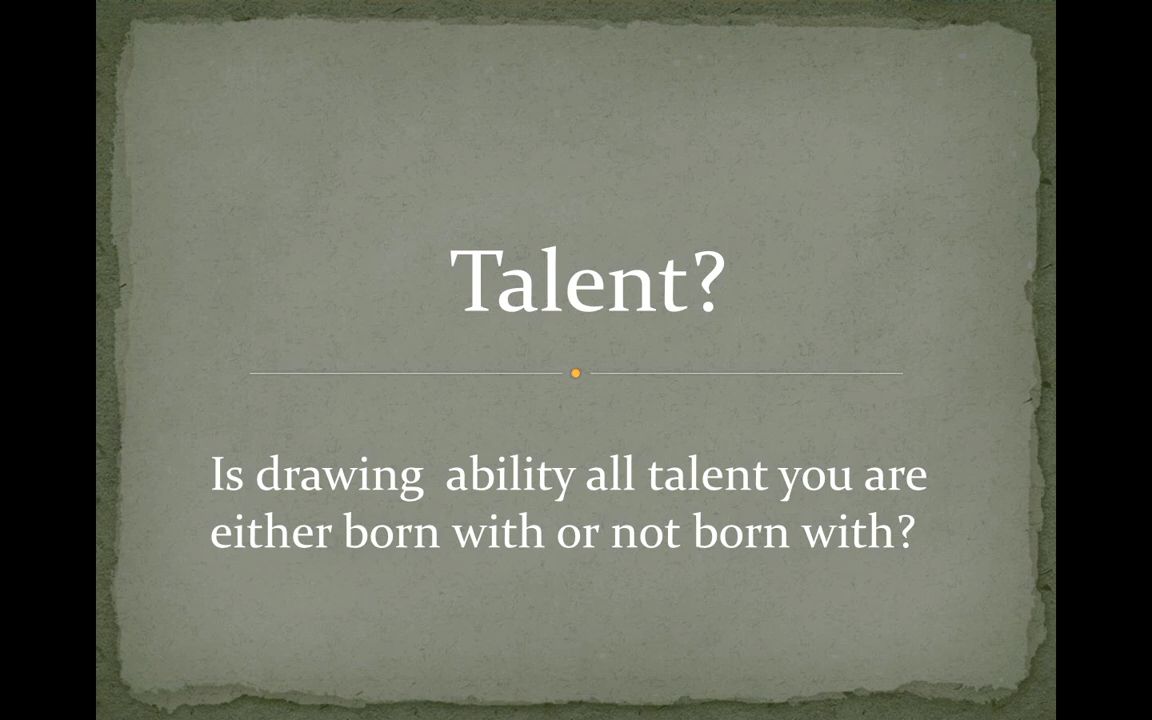 Talent?
Is drawing  ability all talent you are
either born with or not born with?